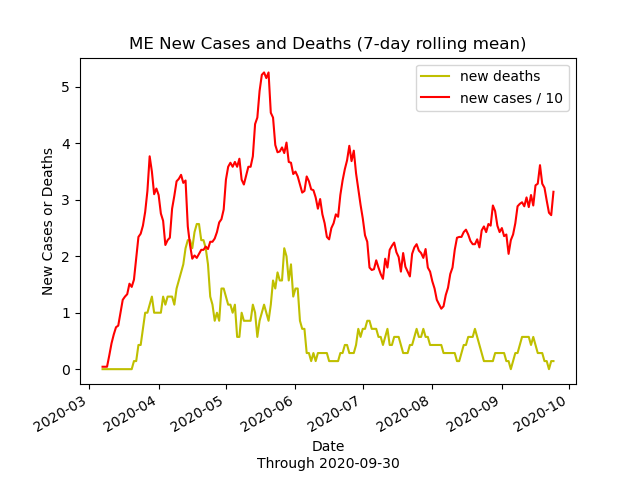 ME New Cases and Deaths (7-day rolling mean)
new deaths
new cases / 10
New Cases or Deaths
5
4
3
2
1
0
2020-03
2020-04
2020-05
2020-06
2020-07
2020-08
2020-09
2020-10
Date
Through 2020-09-30